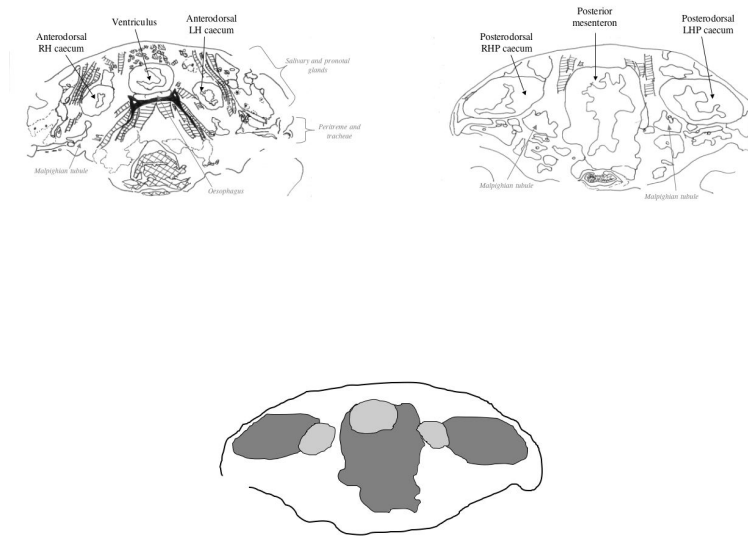 Anterodorsal
RH caecum
Ventriculus
Anterodorsal
LH caecum
Salivary and pronotal
glands
Peritreme and
tracheae
Malpighian tubule
Oesophagus
Posterodorsal
RHP caecum
Posterior
mesenteron
Posterodorsal
LHP caecum
Malpighian tubule
Malpighian tubule